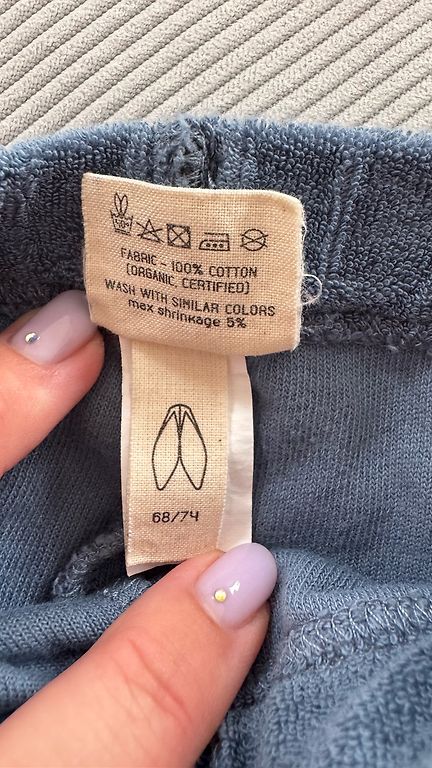 FABRIC - 100% COTTON
(ORGANIC, CERTIFIED)
WASH WITH SIMILAR COLORS
max shrinkage 5%
68/74